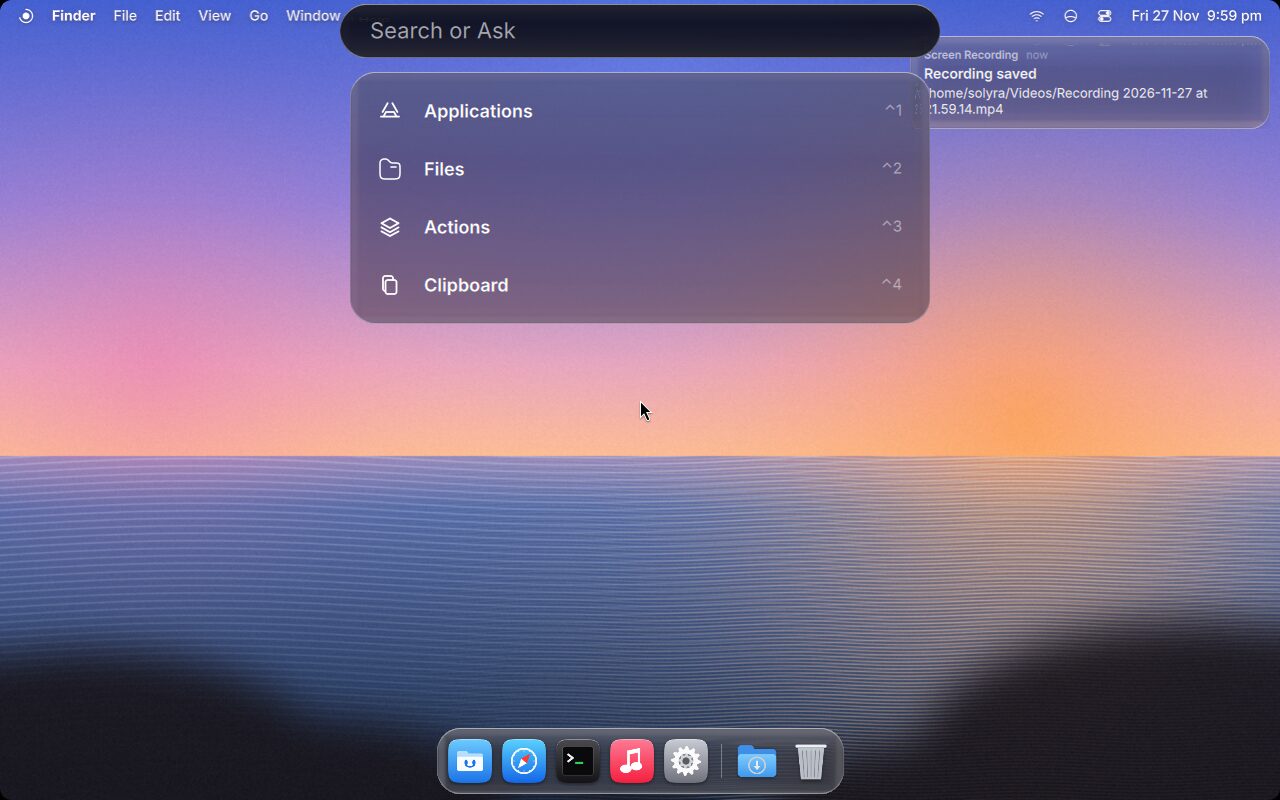 Finder File Edit View Go Window
Fri 27 Nov 9:59 pm
Search or Ask
Screen Recording now
Recording saved
home/solyra/Videos/Recording 2026-11-27 at
21.59.14.mp4
Applications ^1
Files ^2
Actions ^3
Clipboard ^4